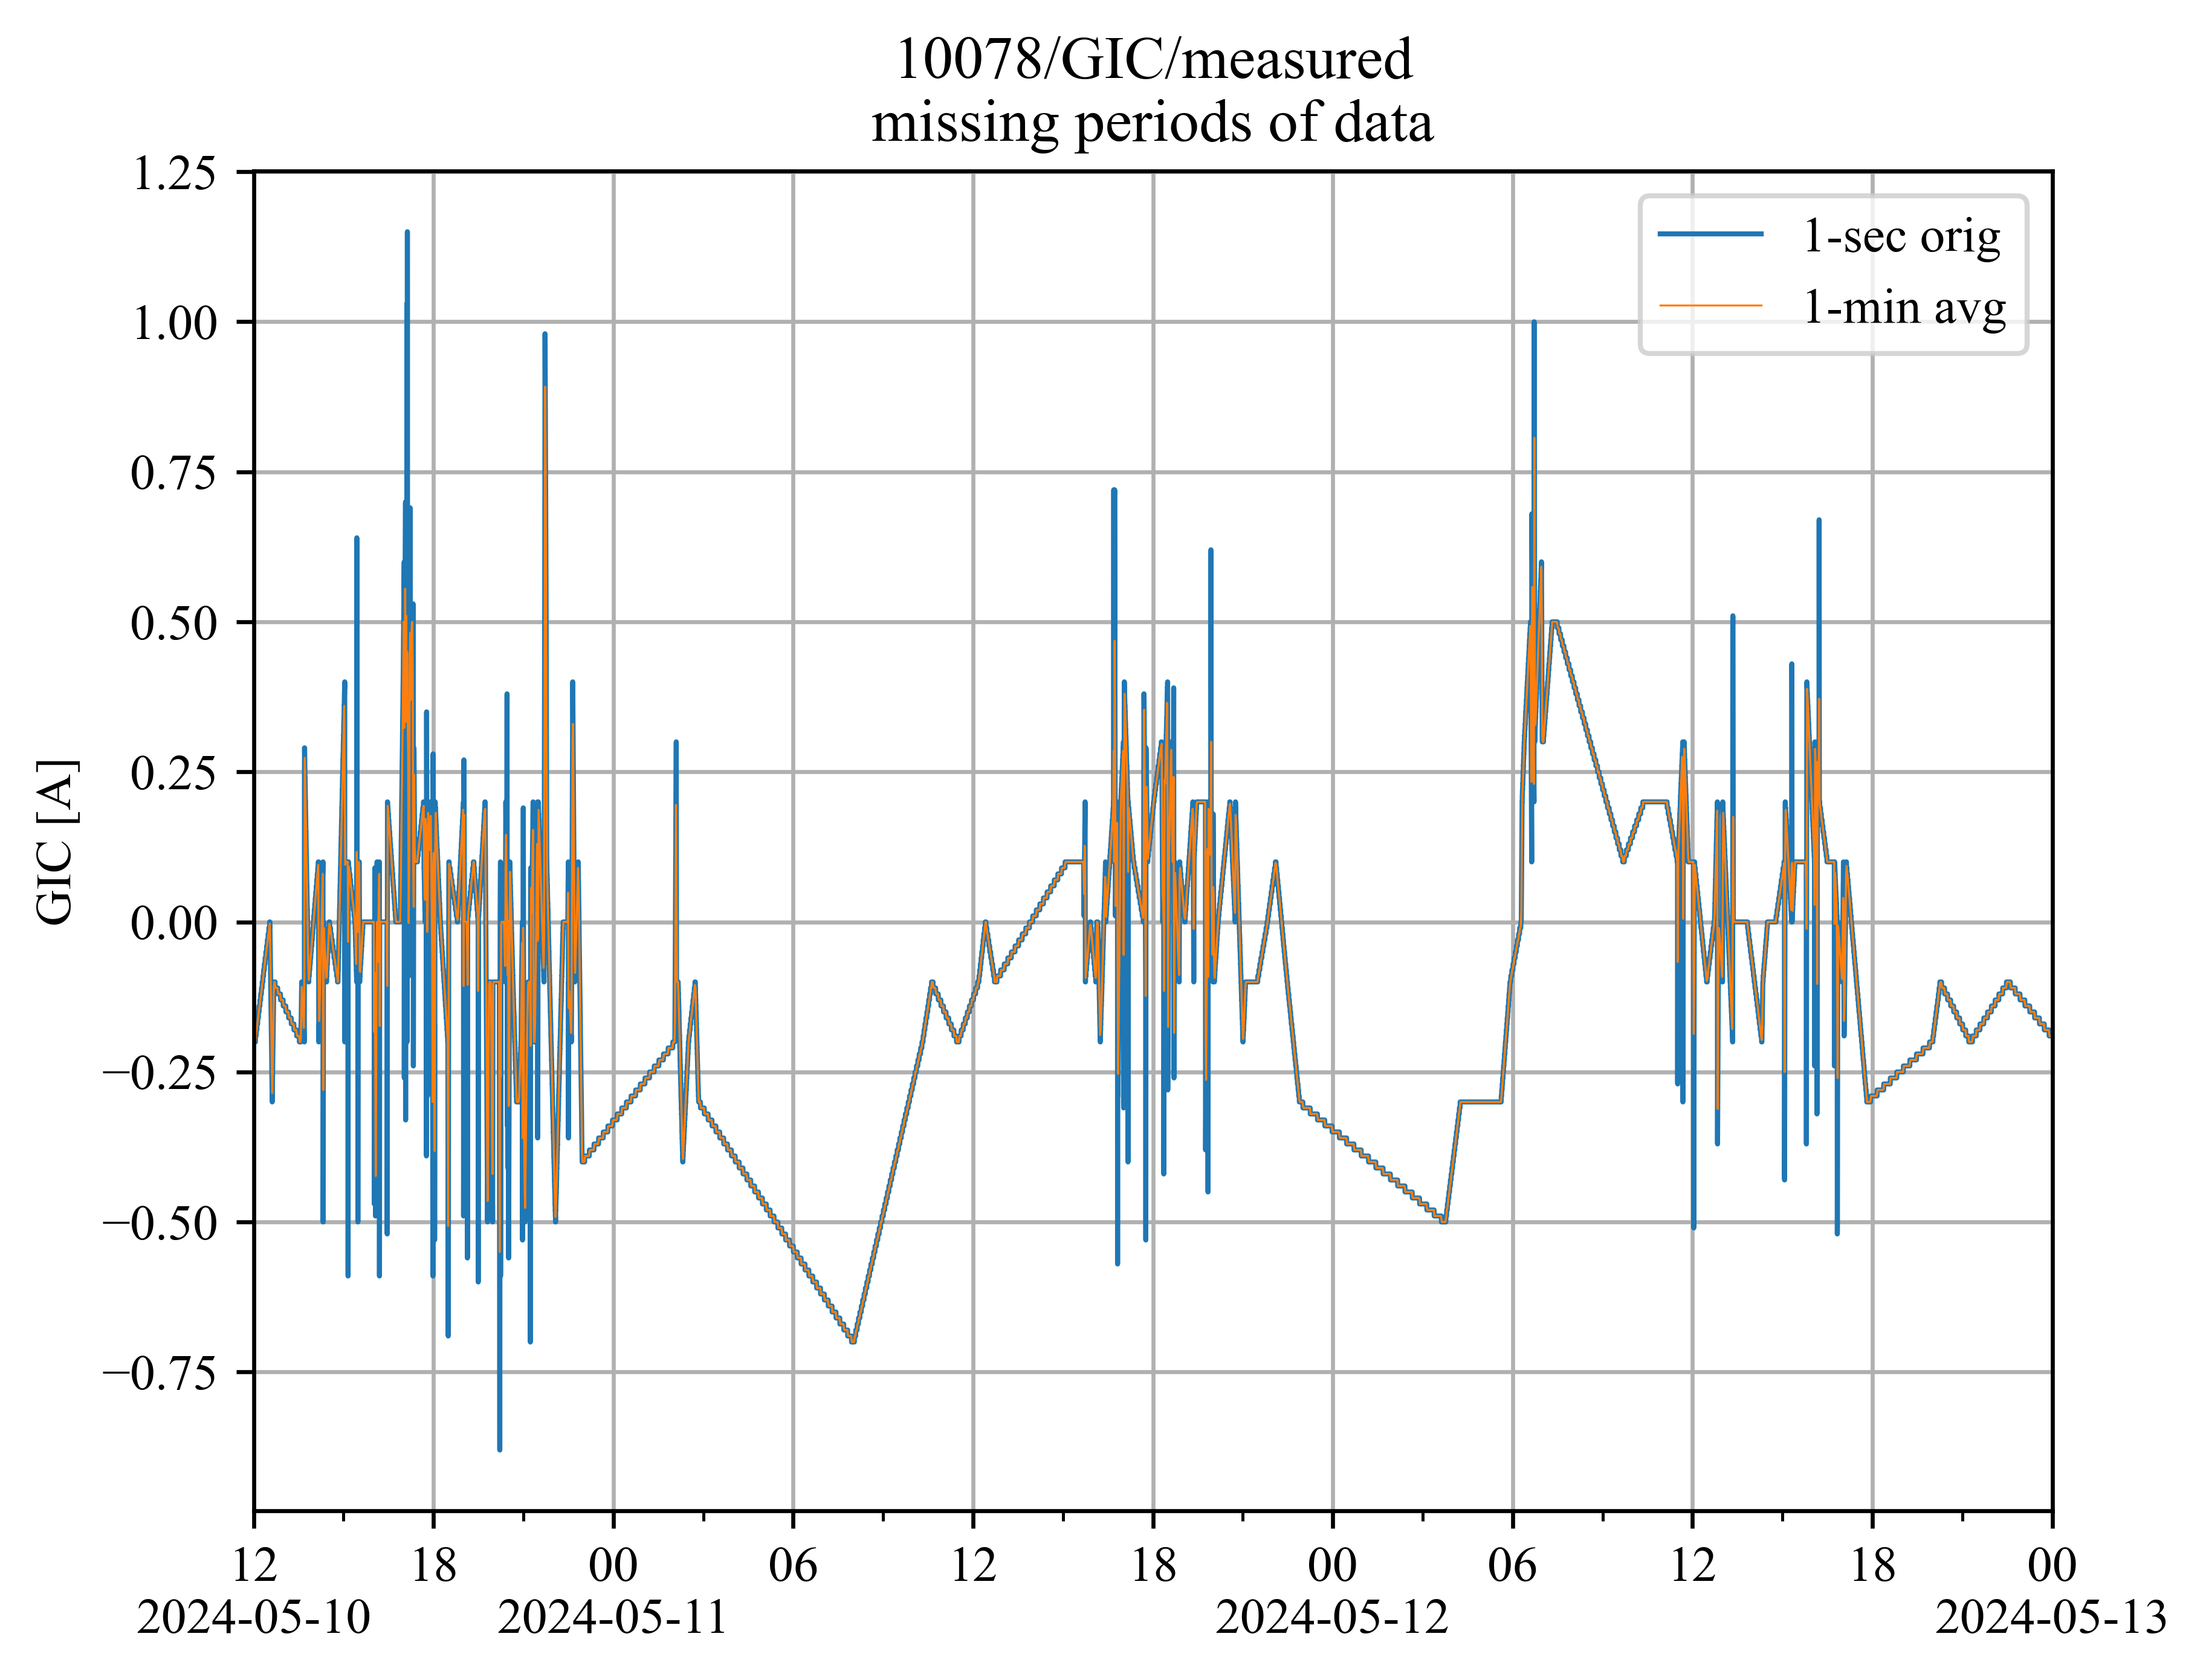 10078/GIC/measured
missing periods of data
1.25
1.00
0.75
0.50
0.25
0.00
−0.25
−0.50
−0.75
GIC [A]
1-sec orig
1-min avg
12 18 00 06 12 18 00 06 12 18 00
2024-05-10 2024-05-11 2024-05-12 2024-05-13